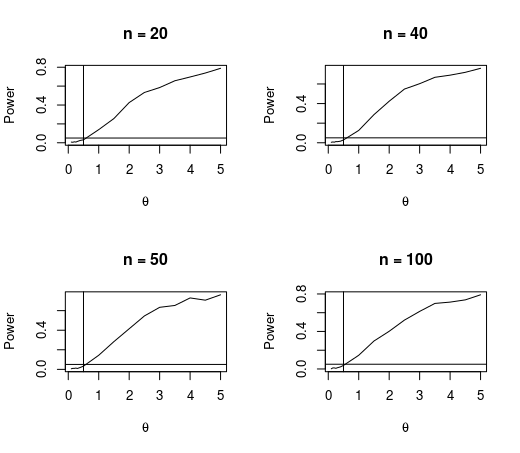 n = 20
Power
0.0
0.4
0.8
0 1 2 3 4 5
θ
n = 40
Power
0.0
0.4
0 1 2 3 4 5
θ
n = 50
Power
0.0
0.4
0 1 2 3 4 5
θ
n = 100
Power
0.0
0.4
0.8
0 1 2 3 4 5
θ